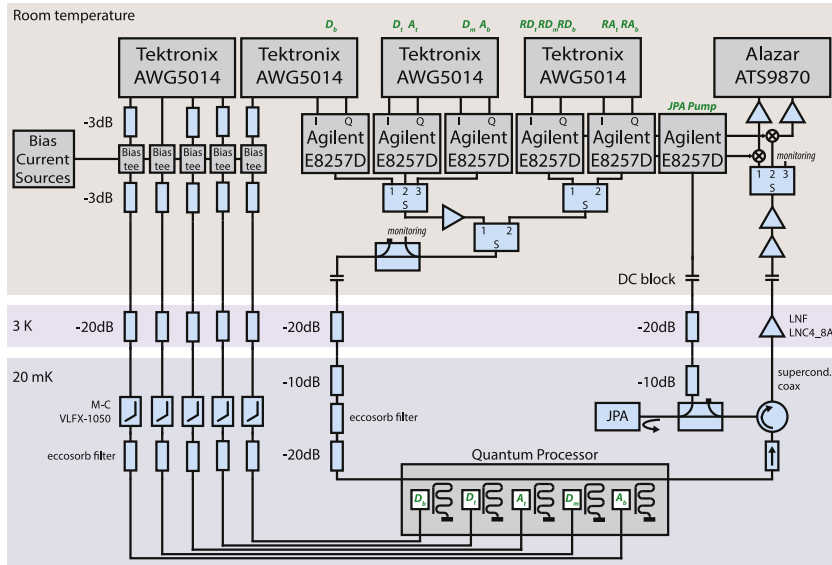 Room temperature
D_b
D_t A_t
D_m A_b
RD_t RD_m RD_b
RA_t RA_b
Tektronix
AWG5014
Tektronix
AWG5014
Tektronix
AWG5014
Tektronix
AWG5014
Alazar
ATS9870
JPA Pump
-3dB
I Q
Agilent
E8257D
I Q
Agilent
E8257D
I Q
Agilent
E8257D
I Q
Agilent
E8257D
I Q
Agilent
E8257D
Agilent
E8257D
Bias
Current
Sources
Bias
tee
Bias
tee
Bias
tee
Bias
tee
Bias
tee
monitoring
-3dB
1 2 3
S
1 2
S
1 2 3
S
1 2
S
monitoring
DC block
3 K
-20dB
-20dB
-20dB
LNF
LNC4_8A
20 mK
-10dB
-10dB
supercond.
coax
M-C
VLFX-1050
eccosorb filter
JPA
eccosorb filter
-20dB
Quantum Processor
D_b
D_t
A_t
D_m
A_b